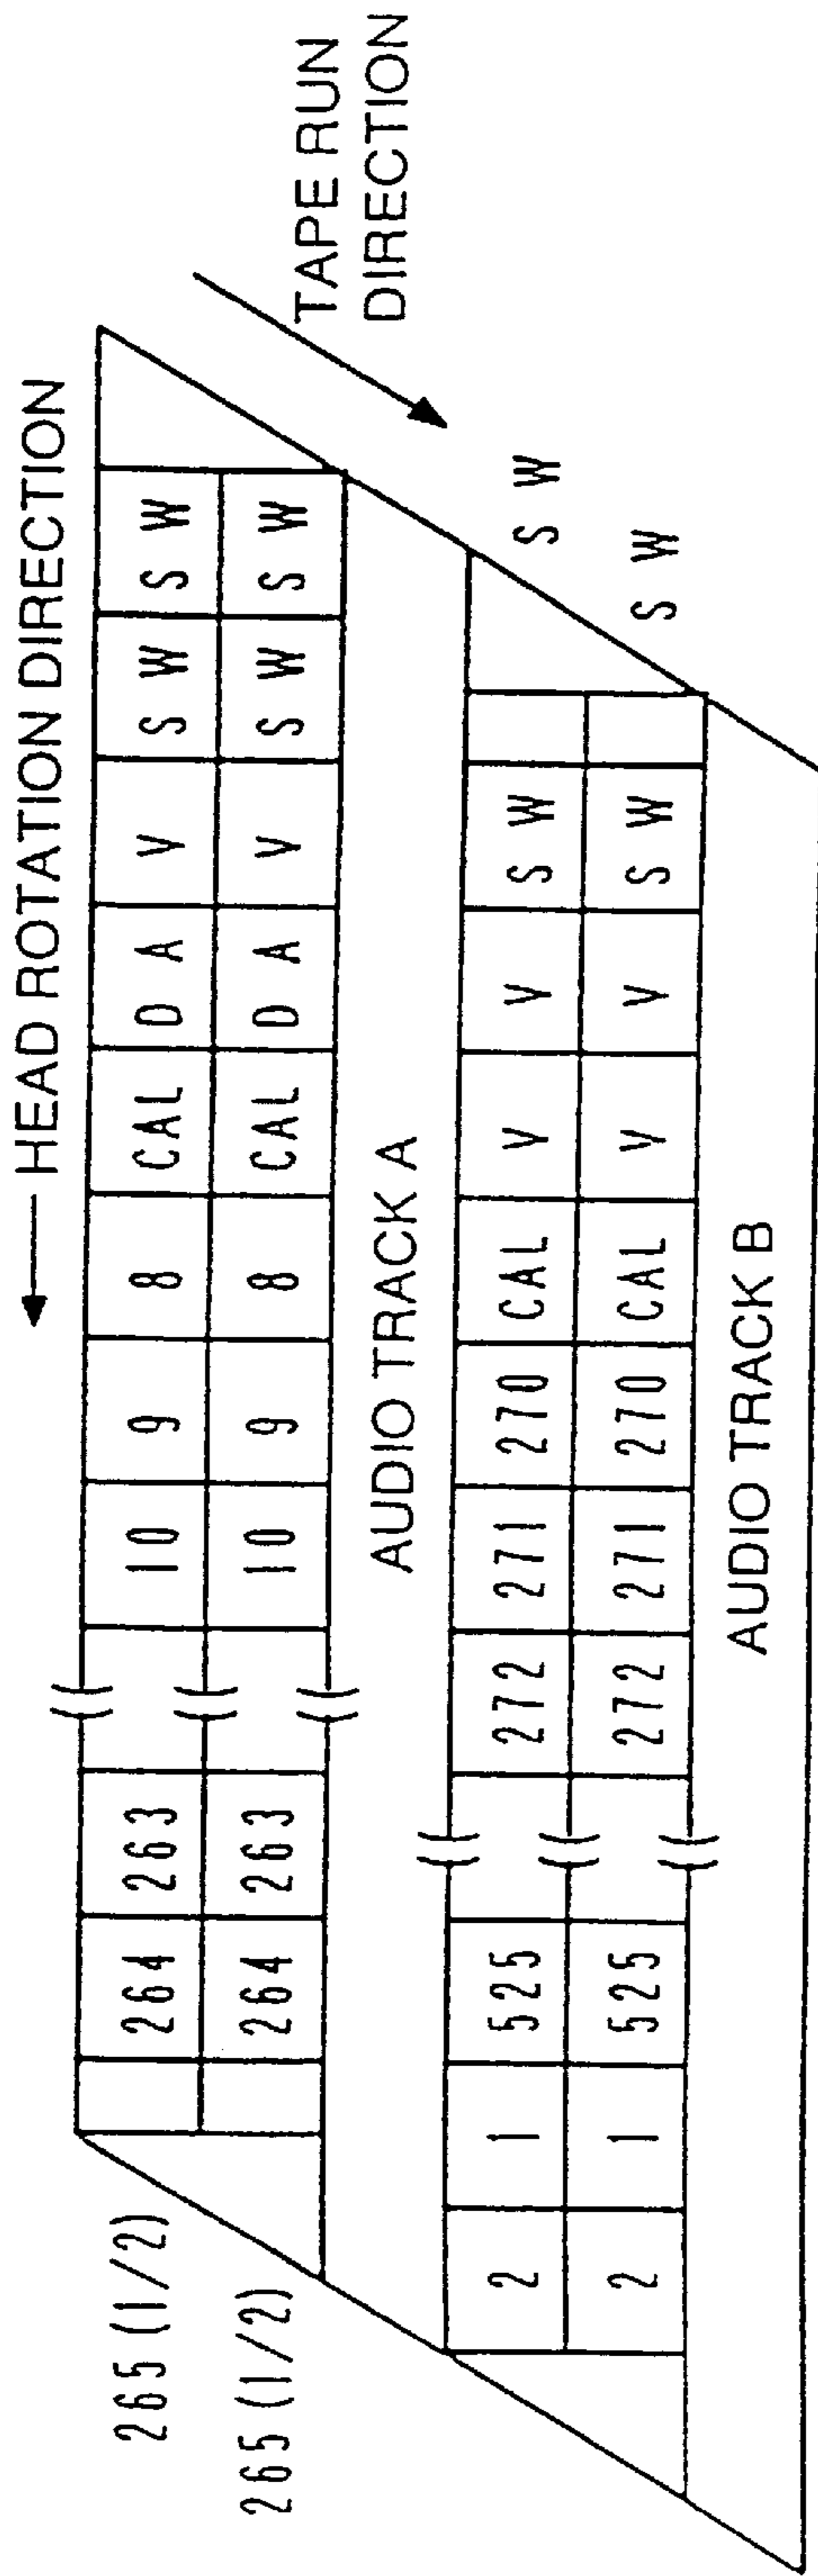 HEAD ROTATION DIRECTION
TAPE RUN
DIRECTION
265 (1/2) 264 263 10 9 8 CAL D A V S W S W
265 (1/2) 264 263 10 9 8 CAL D A V S W S W
AUDIO TRACK A
2 1 525 272 271 270 CAL V V S W S W
2 1 525 272 271 270 CAL V V S W S W
AUDIO TRACK B